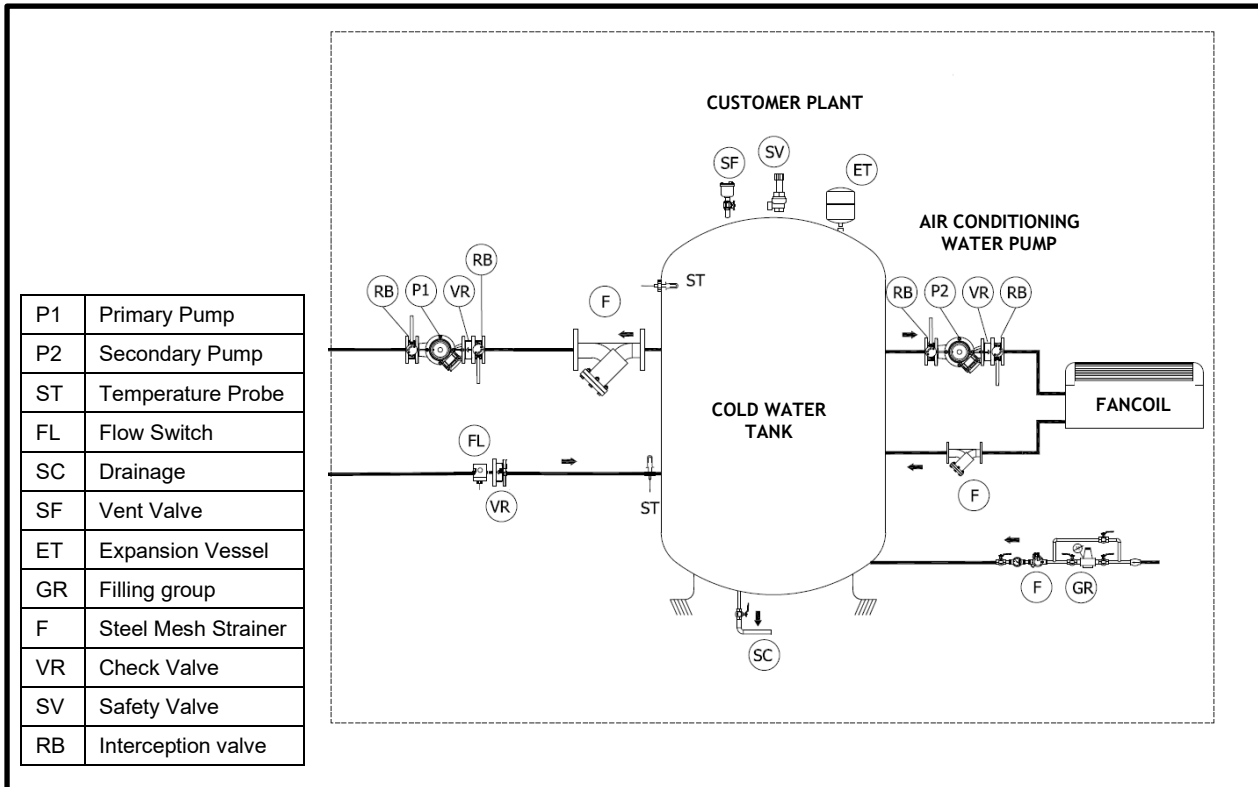 CUSTOMER PLANT
SF
SV
ET
AIR CONDITIONING
WATER PUMP
RB
RB
P1
VR
F
ST
RB
P2
VR
RB
COLD WATER
TANK
FANCOIL
FL
VR
ST
F
F
GR
SC
P1 Primary Pump
P2 Secondary Pump
ST Temperature Probe
FL Flow Switch
SC Drainage
SF Vent Valve
ET Expansion Vessel
GR Filling group
F Steel Mesh Strainer
VR Check Valve
SV Safety Valve
RB Interception valve